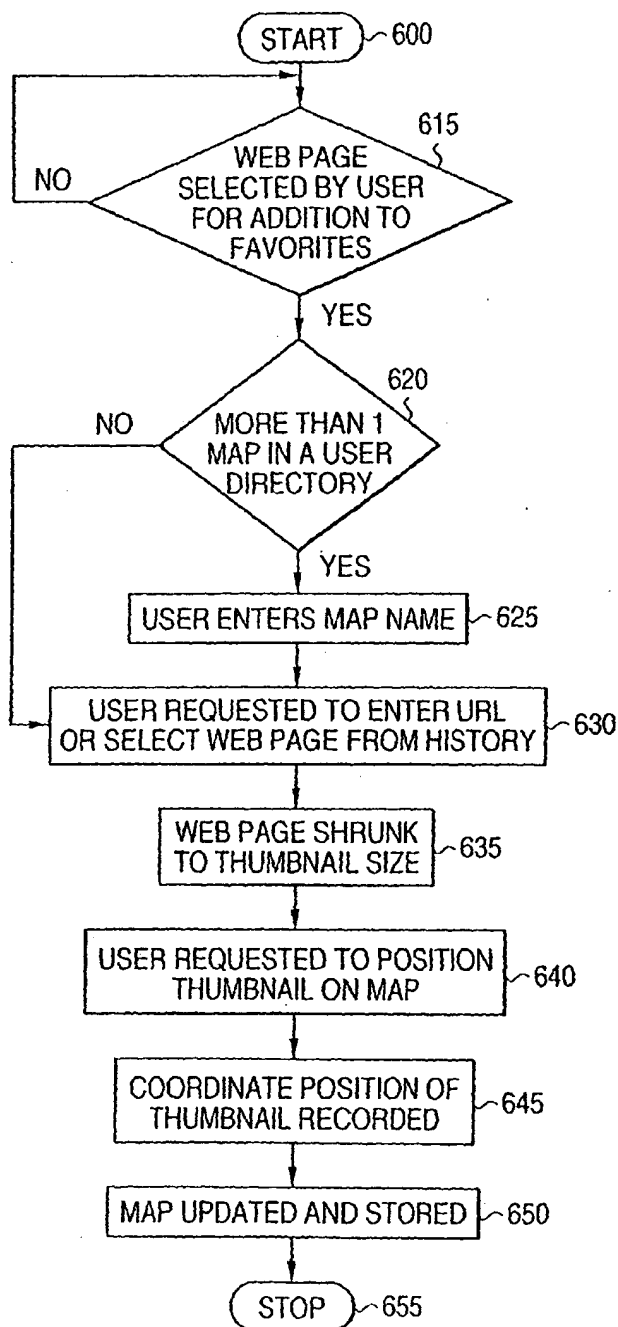 START
600
615
WEB PAGE
SELECTED BY USER
FOR ADDITION TO
FAVORITES
NO
YES
620
MORE THAN 1
MAP IN A USER
DIRECTORY
NO
YES
USER ENTERS MAP NAME
625
USER REQUESTED TO ENTER URL
OR SELECT WEB PAGE FROM HISTORY
630
WEB PAGE SHRUNK
TO THUMBNAIL SIZE
635
USER REQUESTED TO POSITION
THUMBNAIL ON MAP
640
COORDINATE POSITION OF
THUMBNAIL RECORDED
645
MAP UPDATED AND STORED
650
STOP
655